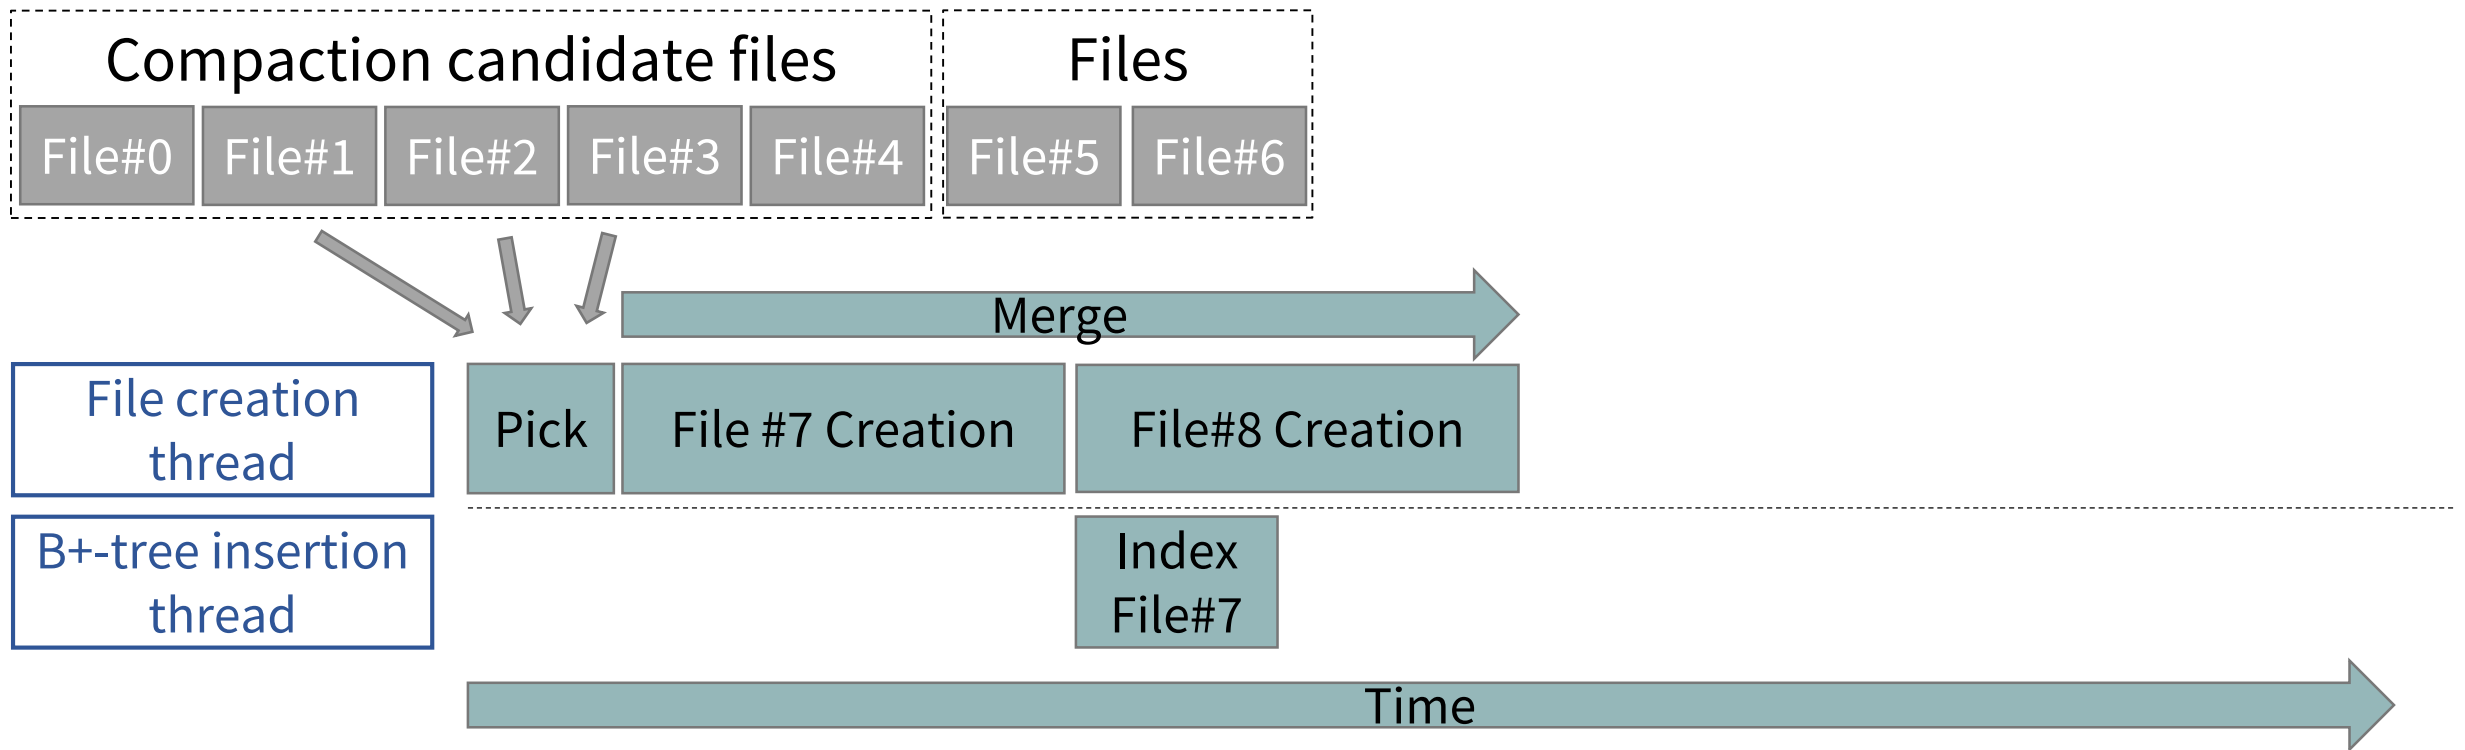 Compaction candidate files
Files
File#0 File#1 File#2 File#3 File#4 File#5 File#6
Merge
File creation
thread
Pick
File #7 Creation
File#8 Creation
B+-tree insertion
thread
Index
File#7
Time